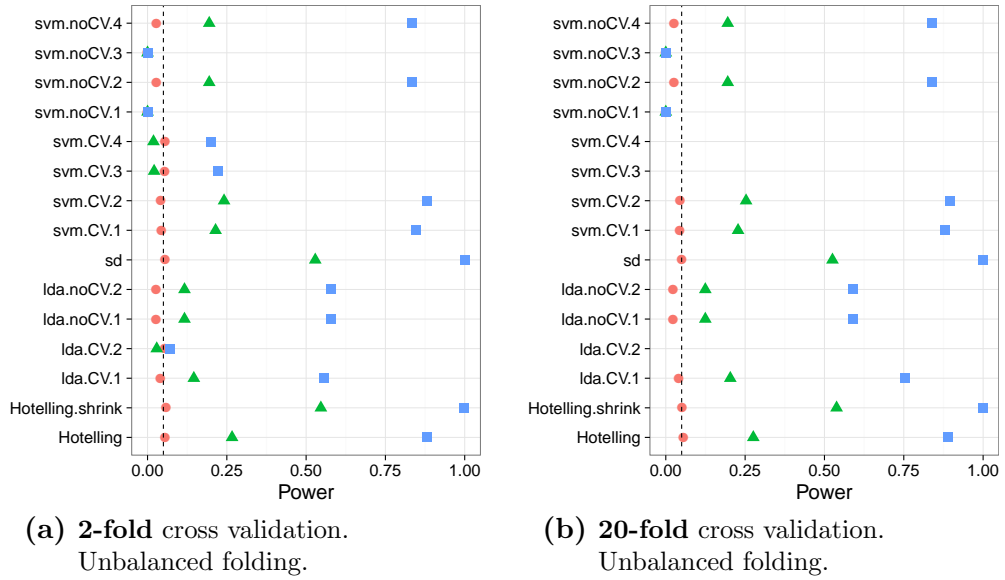 svm.noCV.4
svm.noCV.3
svm.noCV.2
svm.noCV.1
svm.CV.4
svm.CV.3
svm.CV.2
svm.CV.1
sd
lda.noCV.2
lda.noCV.1
lda.CV.2
lda.CV.1
Hotelling.shrink
Hotelling
0.00 0.25 0.50 0.75 1.00
Power
(a) 2-fold cross validation.
Unbalanced folding.
svm.noCV.4
svm.noCV.3
svm.noCV.2
svm.noCV.1
svm.CV.4
svm.CV.3
svm.CV.2
svm.CV.1
sd
lda.noCV.2
lda.noCV.1
lda.CV.2
lda.CV.1
Hotelling.shrink
Hotelling
0.00 0.25 0.50 0.75 1.00
Power
(b) 20-fold cross validation.
Unbalanced folding.